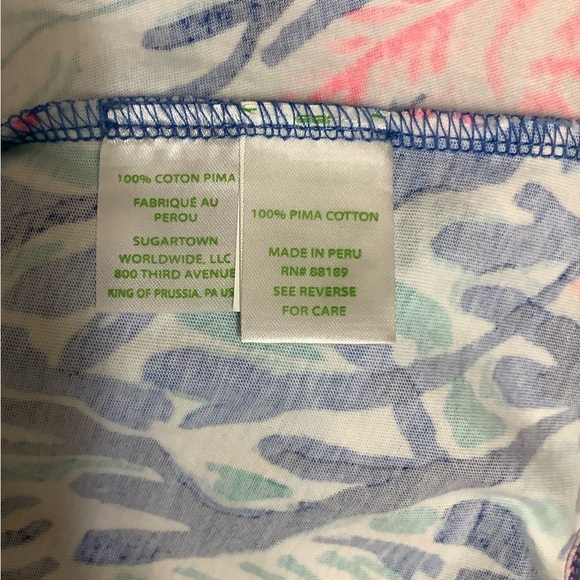 100% COTON PIMA
FABRIQUÉ AU
PEROU
SUGARTOWN
WORLDWIDE, LLC
800 THIRD AVENUE
KING OF PRUSSIA, PA US
100% PIMA COTTON
MADE IN PERU
RN# 88189
SEE REVERSE
FOR CARE